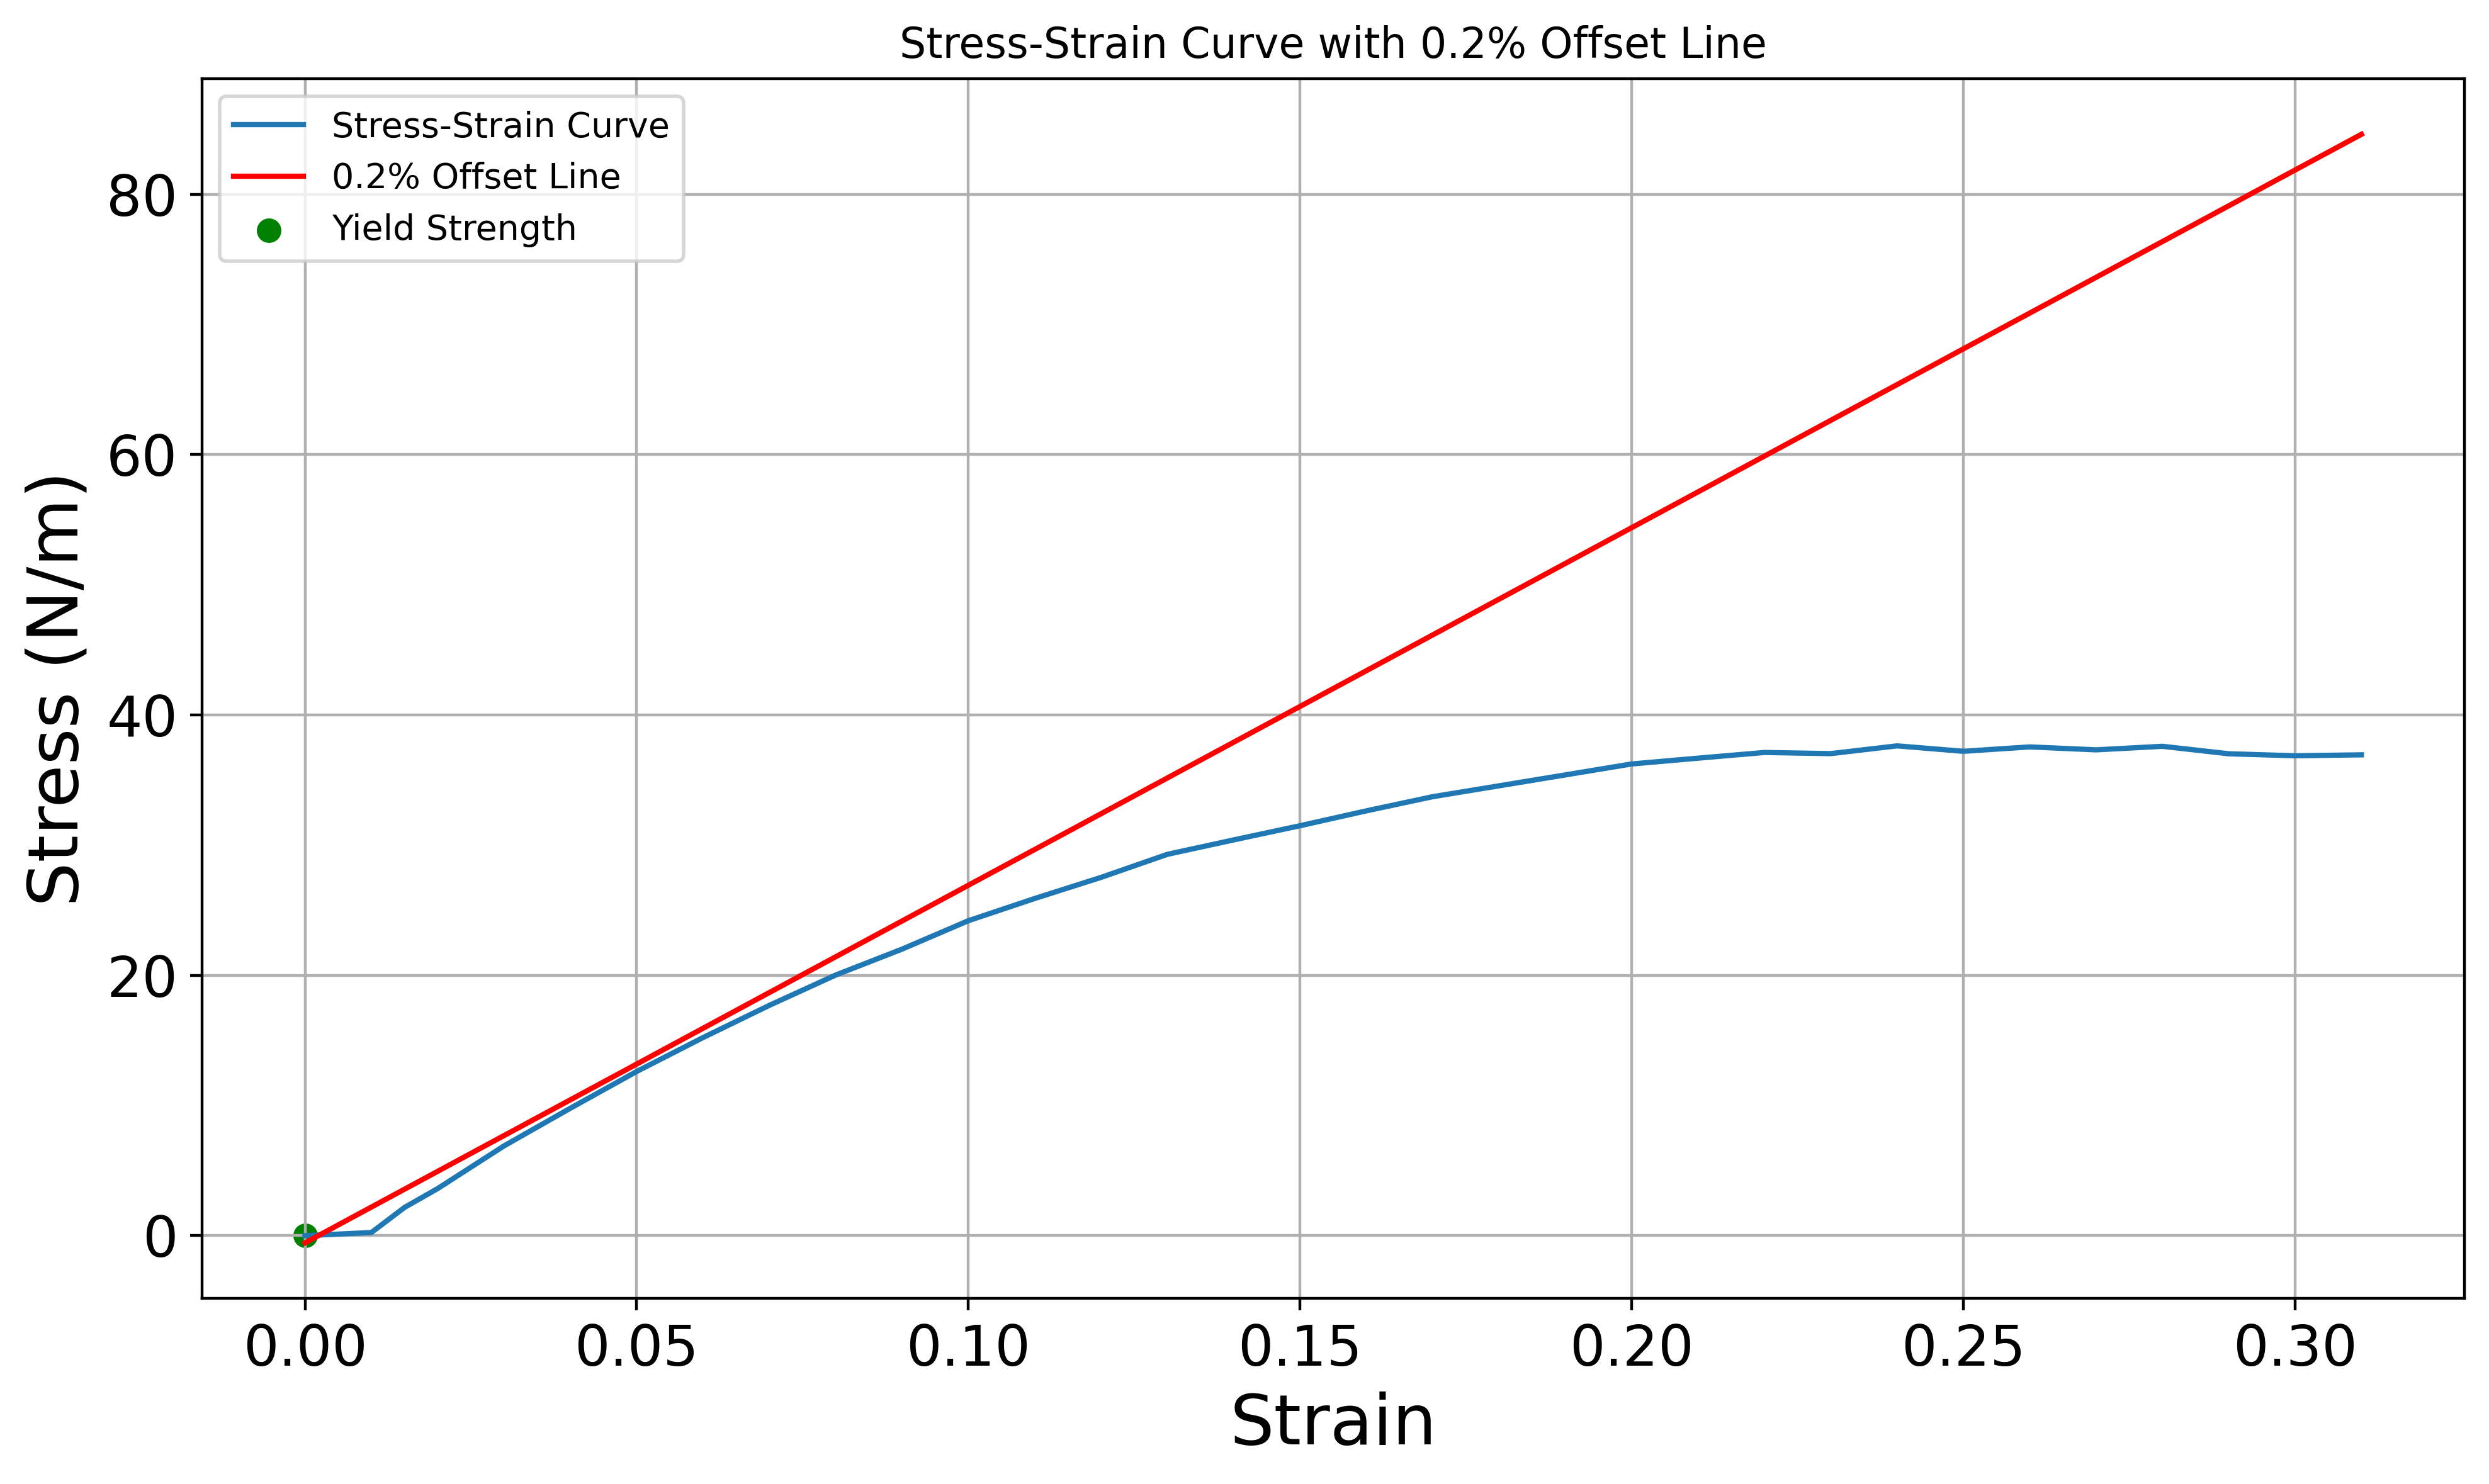 Stress-Strain Curve with 0.2% Offset Line
Stress-Strain Curve
0.2% Offset Line
Yield Strength
80
60
40
20
0
Stress (N/m)
0.00 0.05 0.10 0.15 0.20 0.25 0.30
Strain